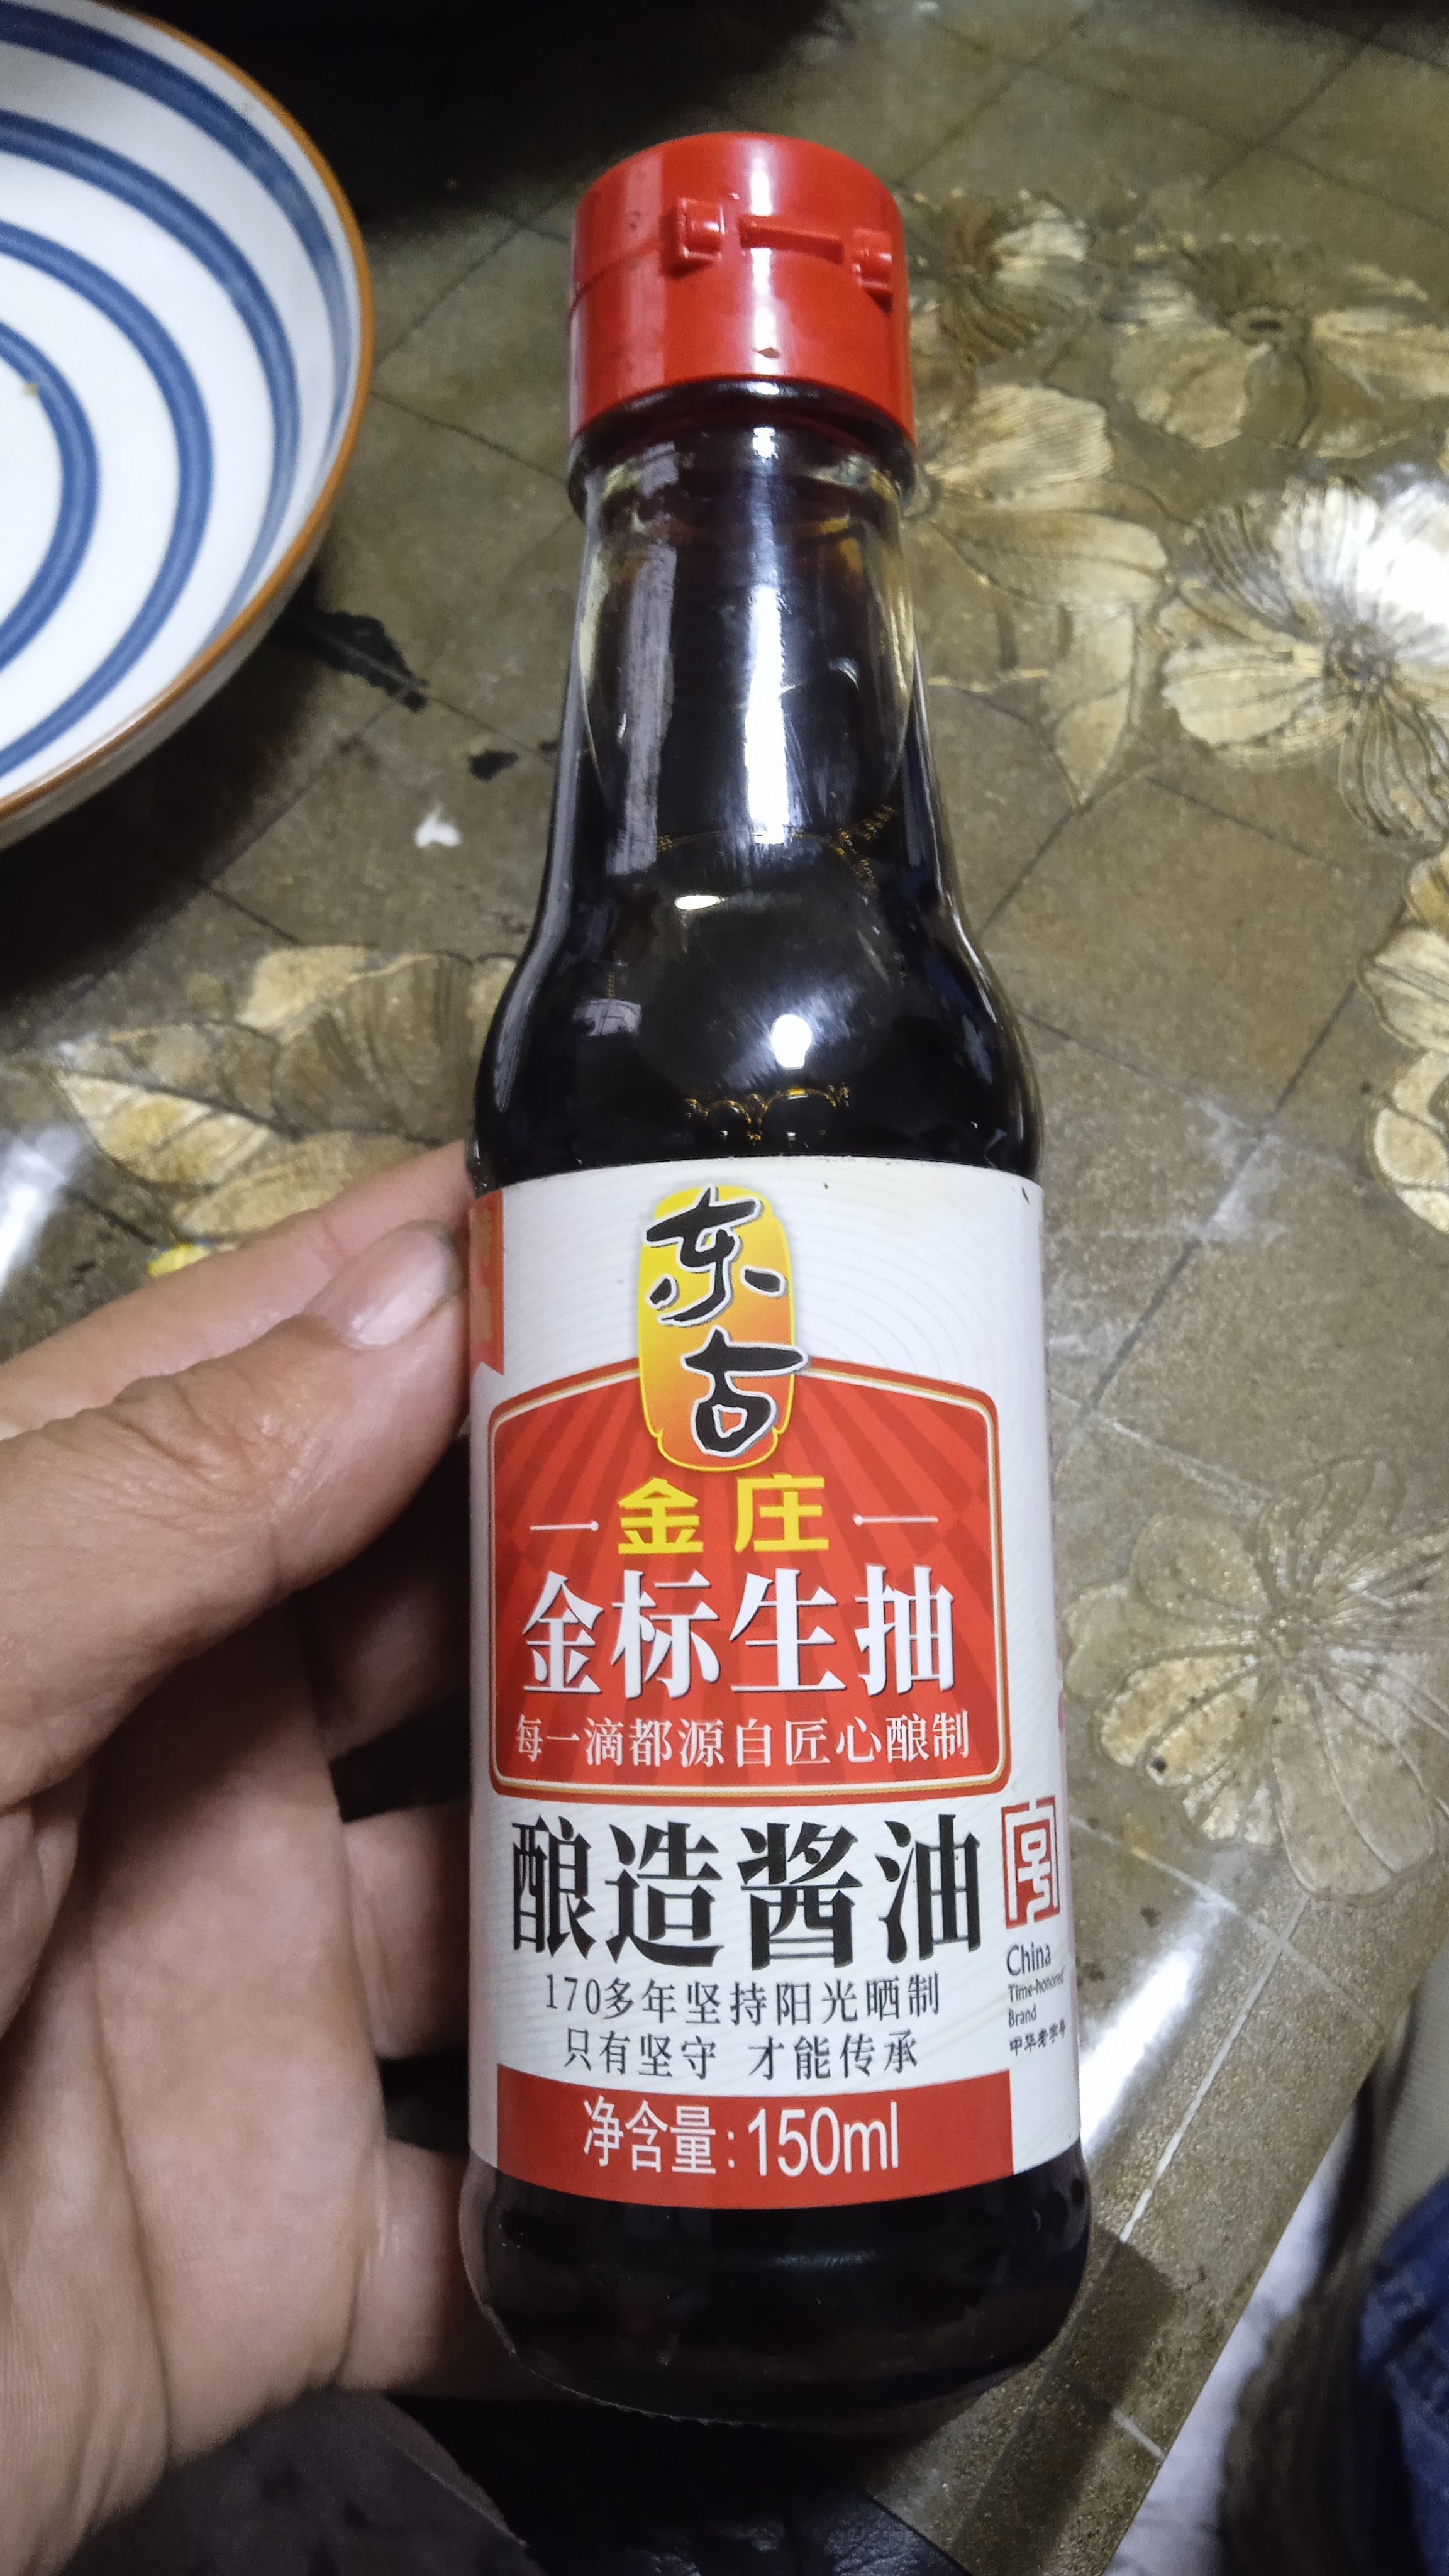 东古
金庄
金标生抽
每一滴都源自匠心酿制
酿造酱油
170多年坚持阳光晒制
只有坚守 才能传承
净含量:150ml
China
Time-honored
Brand
中华老字号